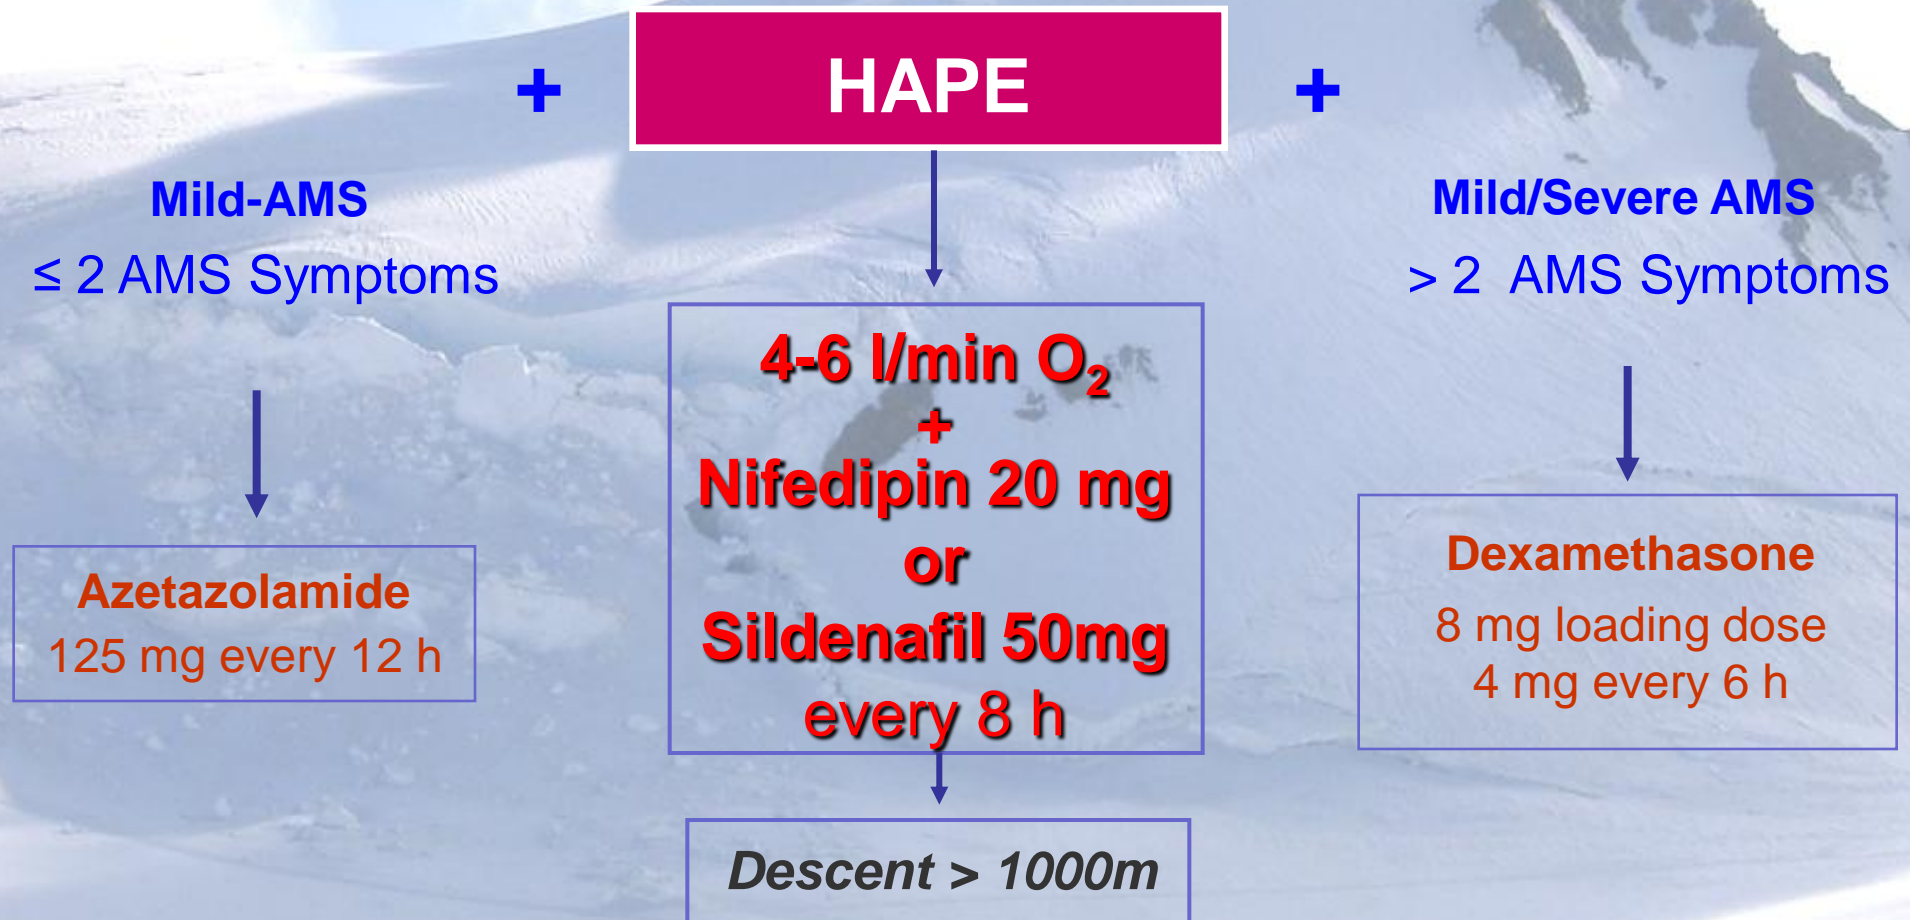 +
HAPE
+
Mild-AMS
≤ 2 AMS Symptoms
Azetazolamide
125 mg every 12 h
4-6 l/min O₂
+
Nifedipin 20 mg
or
Sildenafil 50mg
every 8 h
Descent > 1000m
Mild/Severe AMS
> 2 AMS Symptoms
Dexamethasone
8 mg loading dose
4 mg every 6 h